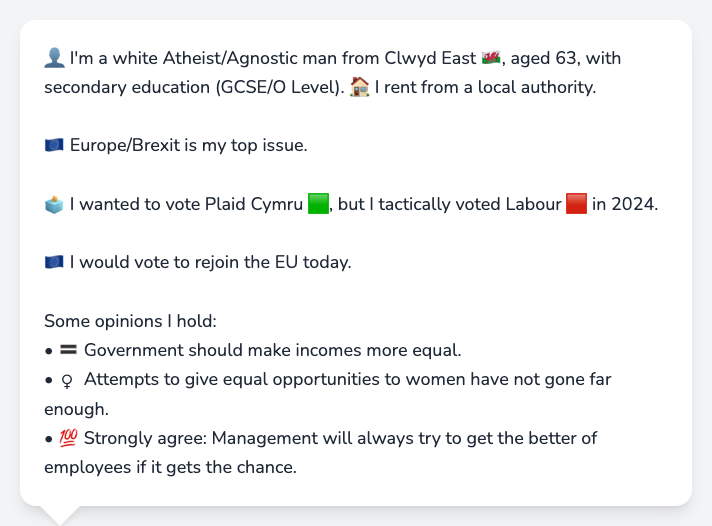 👤 I'm a white Atheist/Agnostic man from Clwyd East 🏴󠁧󠁢󠁷󠁬󠁳󠁿, aged 63, with
secondary education (GCSE/O Level). 🏠 I rent from a local authority.
🇪🇺 Europe/Brexit is my top issue.
🗳️ I wanted to vote Plaid Cymru 🟩, but I tactically voted Labour 🟥 in 2024.
🇪🇺 I would vote to rejoin the EU today.
Some opinions I hold:
• 🟰 Government should make incomes more equal.
• ♀ Attempts to give equal opportunities to women have not gone far
enough.
• 💯 Strongly agree: Management will always try to get the better of
employees if it gets the chance.